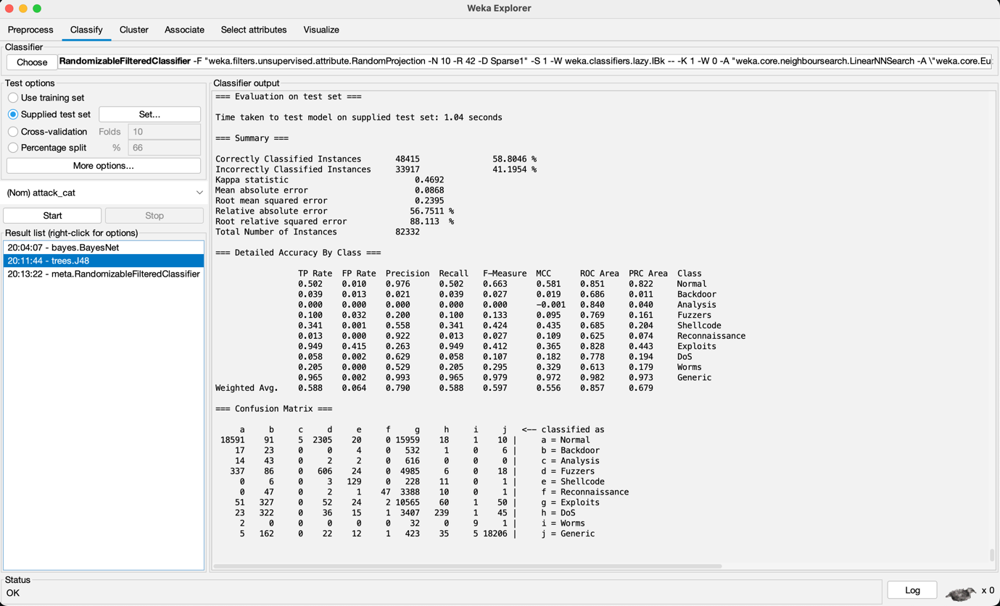 Weka Explorer
Preprocess Classify Cluster Associate Select attributes Visualize
Classifier
Choose RandomizableFilteredClassifier -F "weka.filters.unsupervised.attribute.RandomProjection -N 10 -R 42 -D Sparse1" -S 1 -W weka.classifiers.lazy.IBk -- -K 1 -W 0 -A "weka.core.neighboursearch.LinearNNSearch -A \"weka.core.Eu
Test options
Use training set
Supplied test set Set...
Cross-validation Folds 10
Percentage split % 66
More options...
(Nom) attack_cat
Start Stop
Result list (right-click for options)
20:04:07 - bayes.BayesNet
20:11:44 - trees.J48
20:13:22 - meta.RandomizableFilteredClassifier
Classifier output
=== Evaluation on test set ===
Time taken to test model on supplied test set: 1.04 seconds
=== Summary ===
Correctly Classified Instances 48415 58.8046 %
Incorrectly Classified Instances 33917 41.1954 %
Kappa statistic 0.4692
Mean absolute error 0.0868
Root mean squared error 0.2395
Relative absolute error 56.7511 %
Root relative squared error 88.113 %
Total Number of Instances 82332
=== Detailed Accuracy By Class ===
TP Rate FP Rate Precision Recall F-Measure MCC ROC Area PRC Area Class
0.502 0.010 0.976 0.502 0.663 0.581 0.851 0.822 Normal
0.039 0.013 0.021 0.039 0.027 0.019 0.686 0.011 Backdoor
0.000 0.000 0.000 0.000 0.000 -0.001 0.840 0.040 Analysis
0.100 0.032 0.200 0.100 0.133 0.095 0.769 0.161 Fuzzers
0.341 0.001 0.558 0.341 0.424 0.435 0.685 0.204 Shellcode
0.013 0.000 0.922 0.013 0.027 0.109 0.625 0.074 Reconnaissance
0.949 0.415 0.263 0.949 0.412 0.365 0.828 0.443 Exploits
0.058 0.002 0.629 0.058 0.107 0.182 0.778 0.194 DoS
0.205 0.000 0.529 0.205 0.295 0.329 0.613 0.179 Worms
0.965 0.002 0.993 0.965 0.979 0.972 0.982 0.973 Generic
Weighted Avg. 0.588 0.064 0.790 0.588 0.597 0.556 0.857 0.679
=== Confusion Matrix ===
a b c d e f g h i j <-- classified as
18591 91 5 2305 20 0 15959 18 1 10 | a = Normal
17 23 0 0 4 0 532 1 0 6 | b = Backdoor
14 43 0 2 2 0 616 0 0 0 | c = Analysis
337 86 0 606 24 0 4985 6 0 18 | d = Fuzzers
0 6 0 3 129 0 228 11 0 1 | e = Shellcode
0 47 0 2 1 47 3388 10 0 1 | f = Reconnaissance
51 327 0 52 24 2 10565 60 1 50 | g = Exploits
23 322 0 36 15 1 3407 239 1 45 | h = DoS
2 0 0 0 0 0 32 0 9 1 | i = Worms
5 162 0 22 12 1 423 35 5 18206 | j = Generic
Status
OK
Log x 0